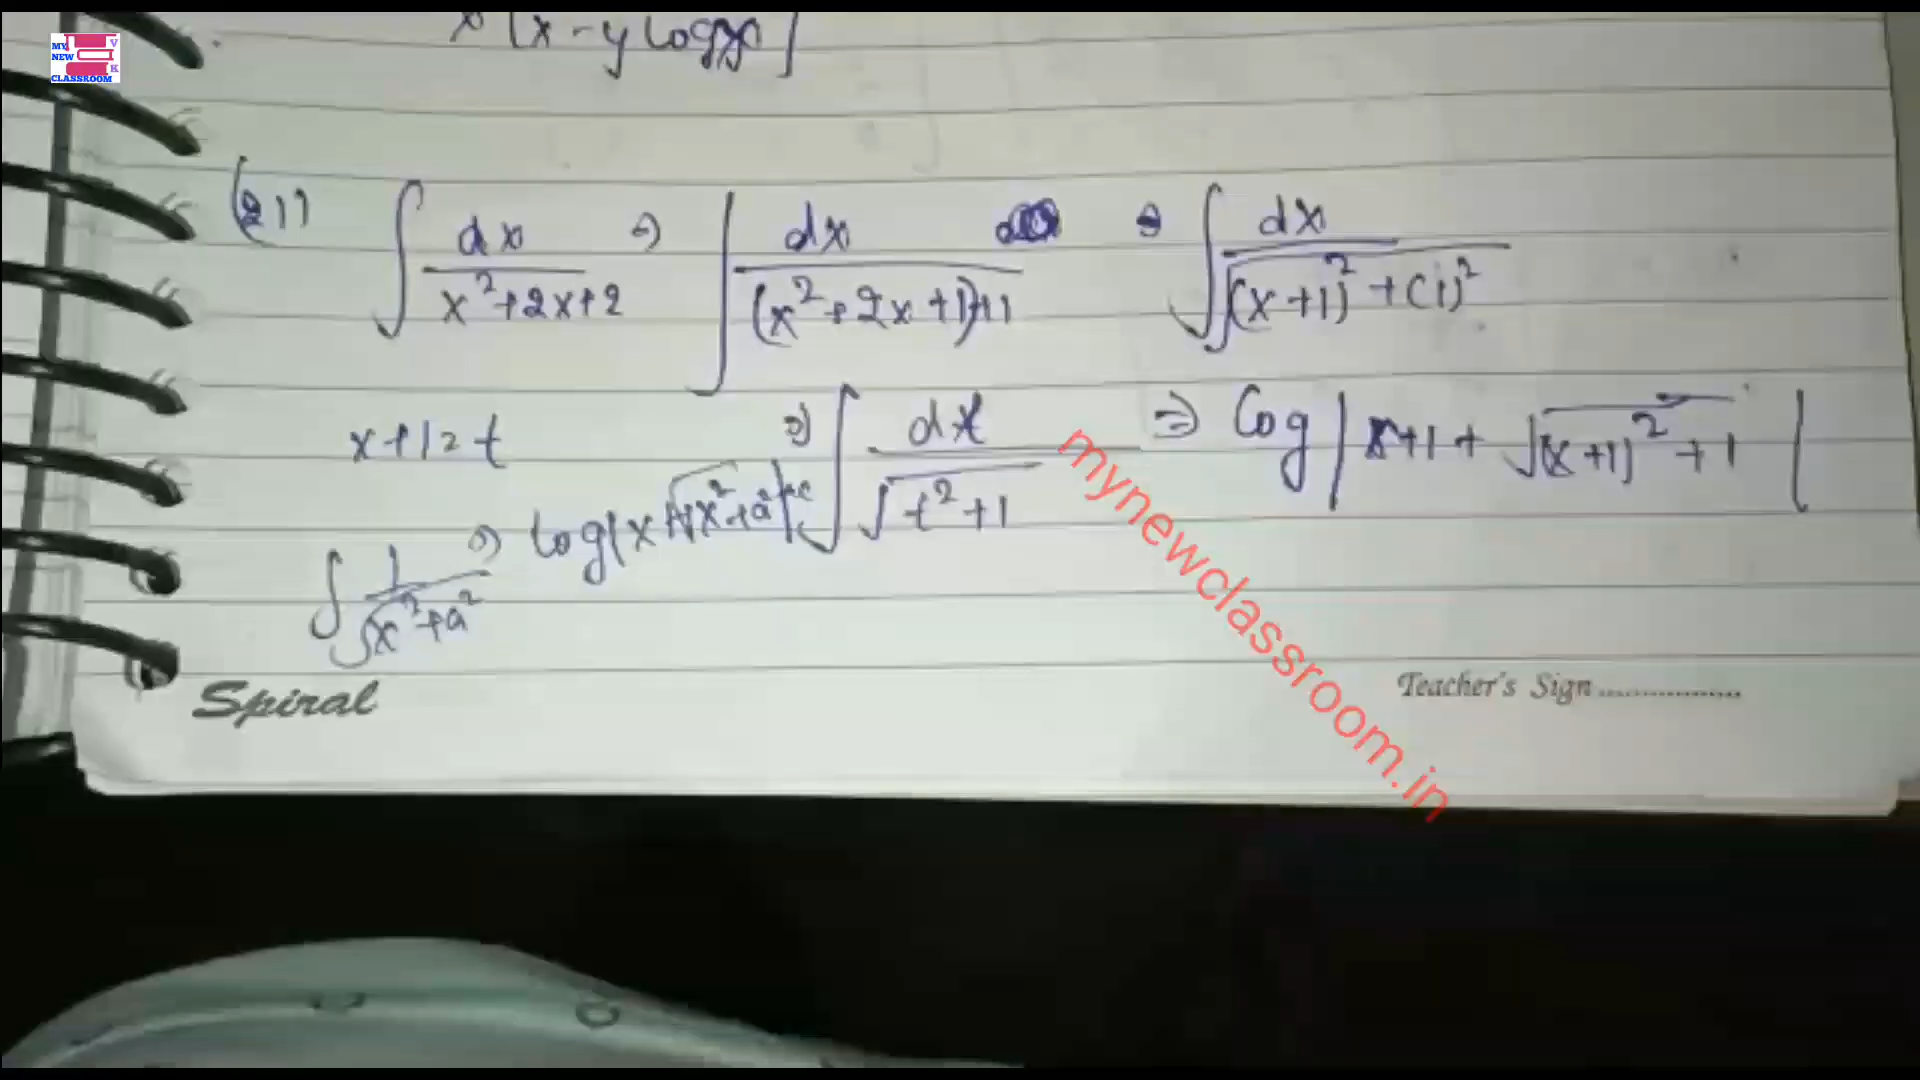 MY NEW CLASSROOM V K
x [x - y log x]
(21) ∫ dx / x²+2x+2 ⇒ ∫ dx / (x²+2x+1)+1 ⇒ ∫ dx / √(x+1)²+(1)²
x+1=t ⇒ ∫ dt / √t²+1 ⇒ log | x+1+ √(x+1)²+1 |
∫ 1 / √x²+a² ⇒ log|x+√x²+a²|+c
mynewclassroom.in
Spiral
Teacher's Sign..................